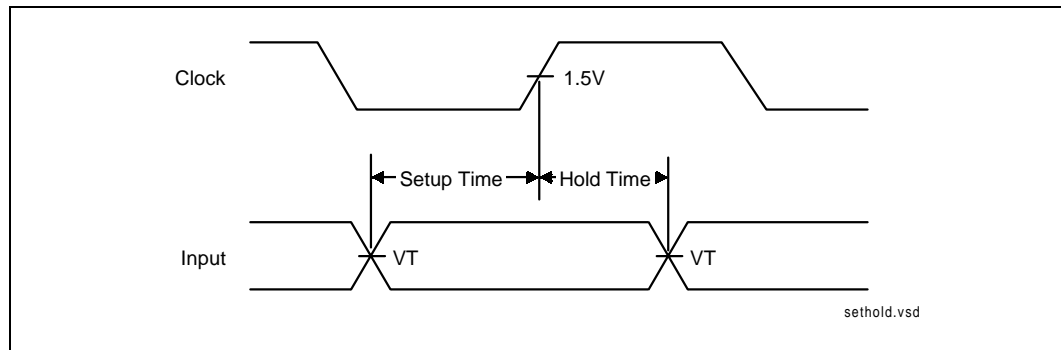 Clock
1.5V
Setup Time
Hold Time
Input
VT
VT
sethold.vsd